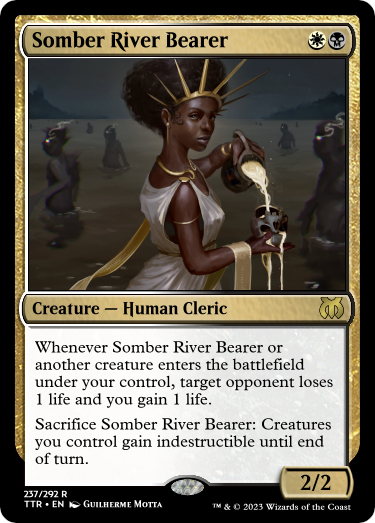 Somber River Bearer
Creature — Human Cleric
Whenever Somber River Bearer or
another creature enters the battlefield
under your control, target opponent loses
1 life and you gain 1 life.
Sacrifice Somber River Bearer: Creatures
you control gain indestructible until end
of turn.
2/2
237/292 R
TTR • EN Guilherme Motta
™ & © 2023 Wizards of the Coast